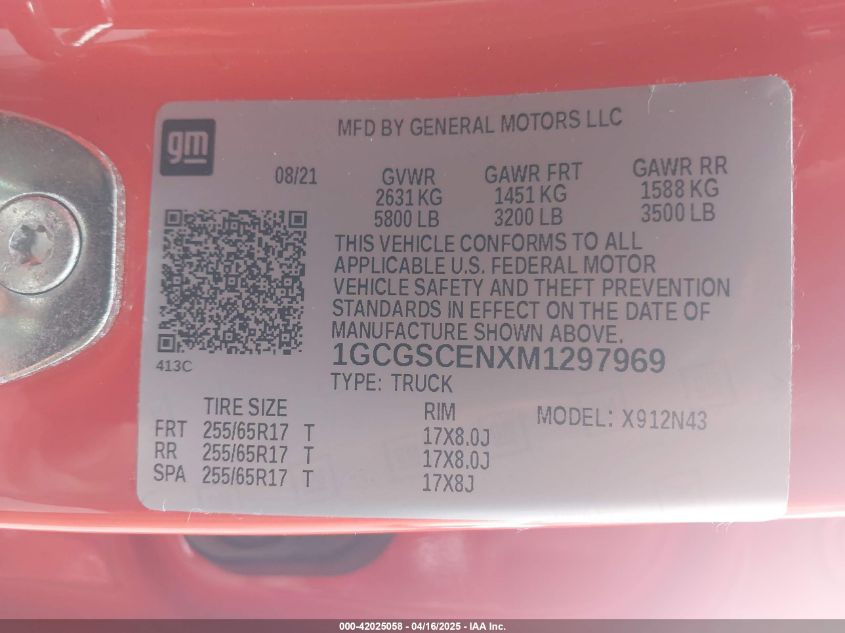 gm
MFD BY GENERAL MOTORS LLC
08/21
GVWR
2631 KG
5800 LB
GAWR FRT
1451 KG
3200 LB
GAWR RR
1588 KG
3500 LB
THIS VEHICLE CONFORMS TO ALL
APPLICABLE U.S. FEDERAL MOTOR
VEHICLE SAFETY AND THEFT PREVENTION
STANDARDS IN EFFECT ON THE DATE OF
MANUFACTURE SHOWN ABOVE.
413C
1GCGSCENXM1297969
TYPE: TRUCK
TIRE SIZE RIM MODEL: X912N43
FRT 255/65R17 T 17X8.0J
RR 255/65R17 T 17X8.0J
SPA 255/65R17 T 17X8J
000-42025058 - 04/16/2025 - IAA Inc.